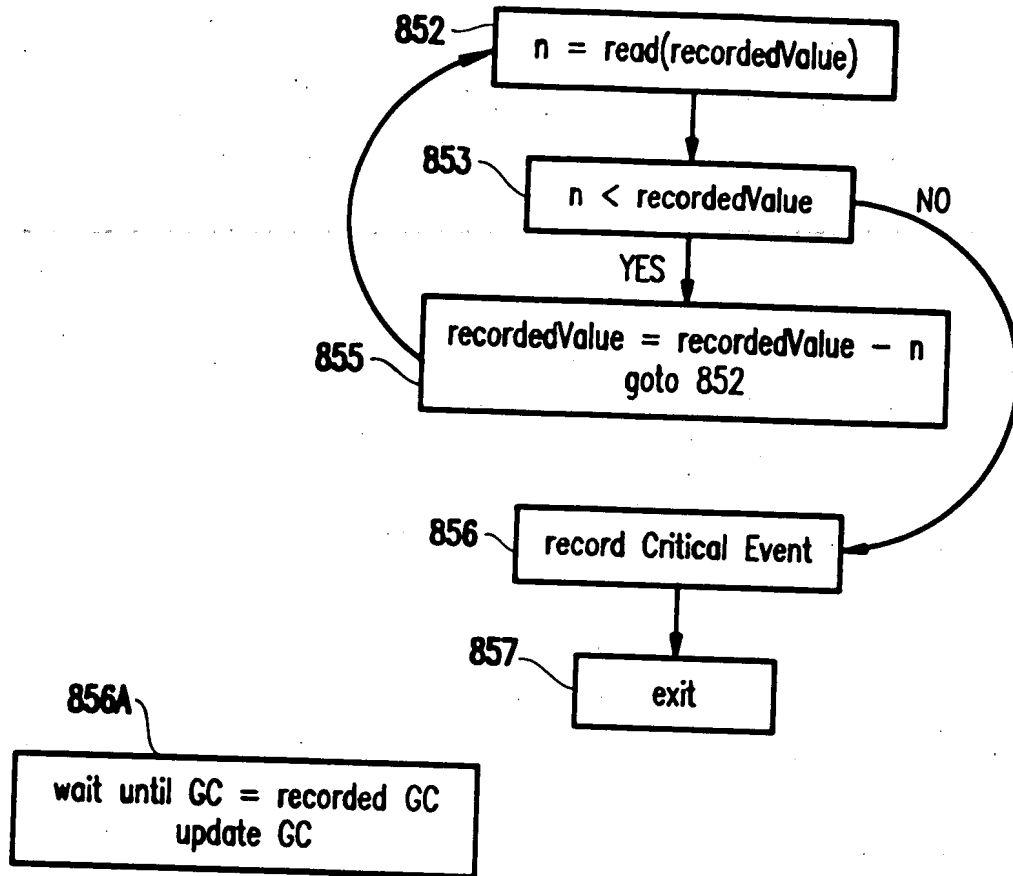 852
n = read(recordedValue)
853
n < recordedValue
NO
YES
855
recordedValue = recordedValue - n
goto 852
856
record Critical Event
857
exit
856A
wait until GC = recorded GC
update GC